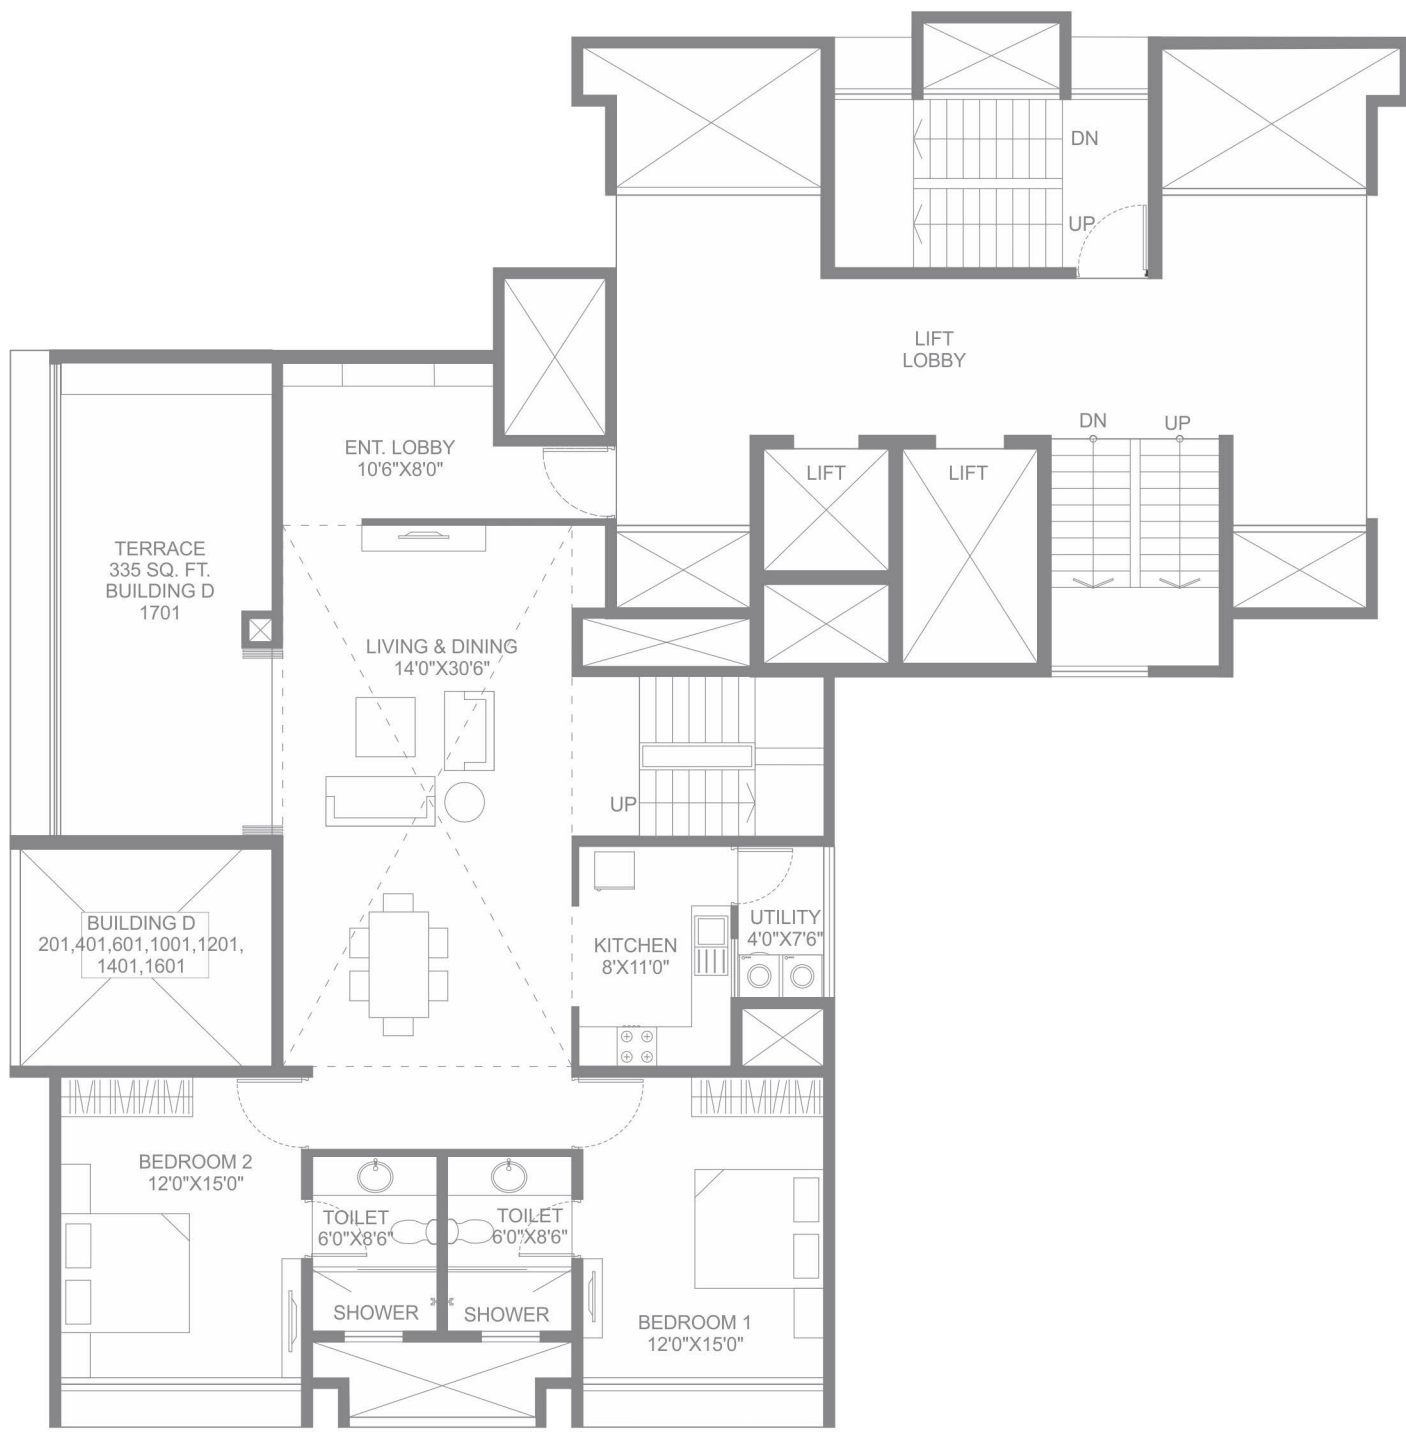 DN
UP
LIFT
LOBBY
DN
UP
ENT. LOBBY
10'6"X8'0"
LIFT
LIFT
TERRACE
335 SQ. FT.
BUILDING D
1701
LIVING & DINING
14'0"X30'6"
UP
BUILDING D
201,401,601,1001,1201,
1401,1601
KITCHEN
8'X11'0"
UTILITY
4'0"X7'6"
BEDROOM 2
12'0"X15'0"
TOILET
6'0"X8'6"
TOILET
6'0"X8'6"
SHOWER
SHOWER
BEDROOM 1
12'0"X15'0"